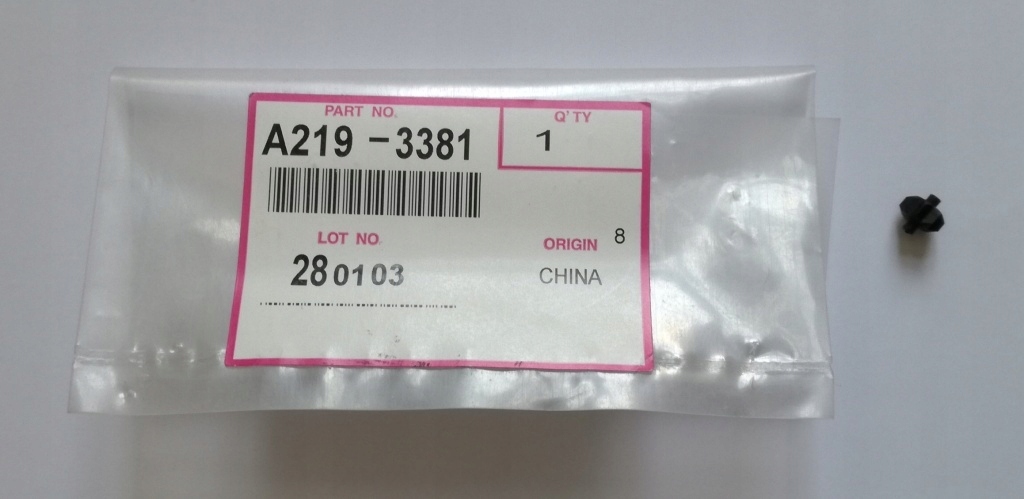 PART NO.
A219-3381
Q'TY
1
LOT NO.
280103
ORIGIN 8
CHINA